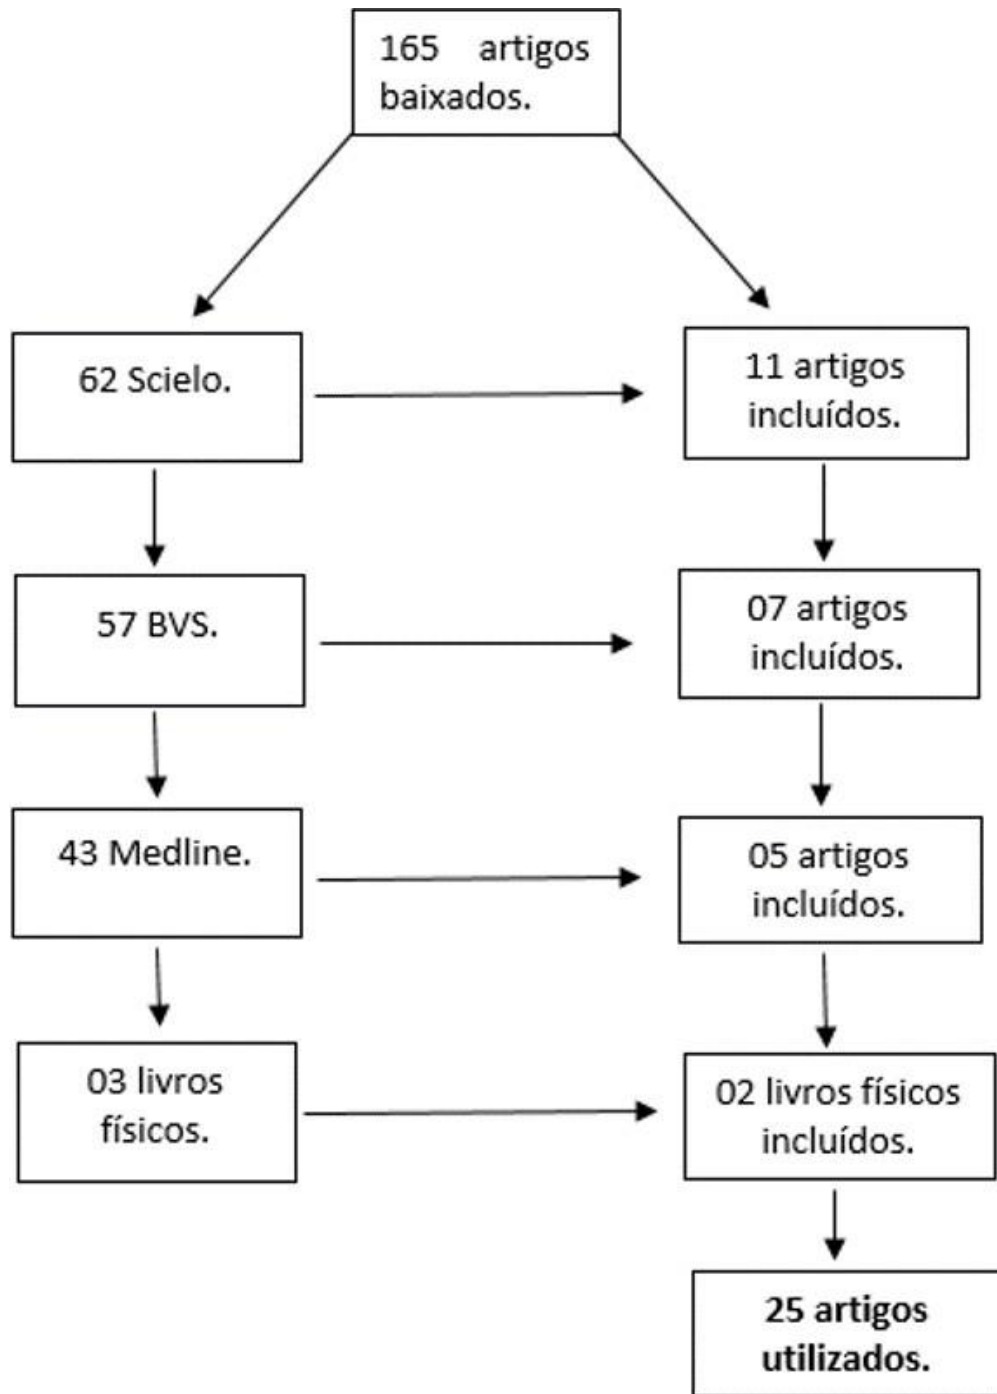 165 artigos
baixados.
62 Scielo.
11 artigos
incluídos.
57 BVS.
07 artigos
incluídos.
43 Medline.
05 artigos
incluídos.
03 livros
físicos.
02 livros físicos
incluídos.
25 artigos
utilizados.